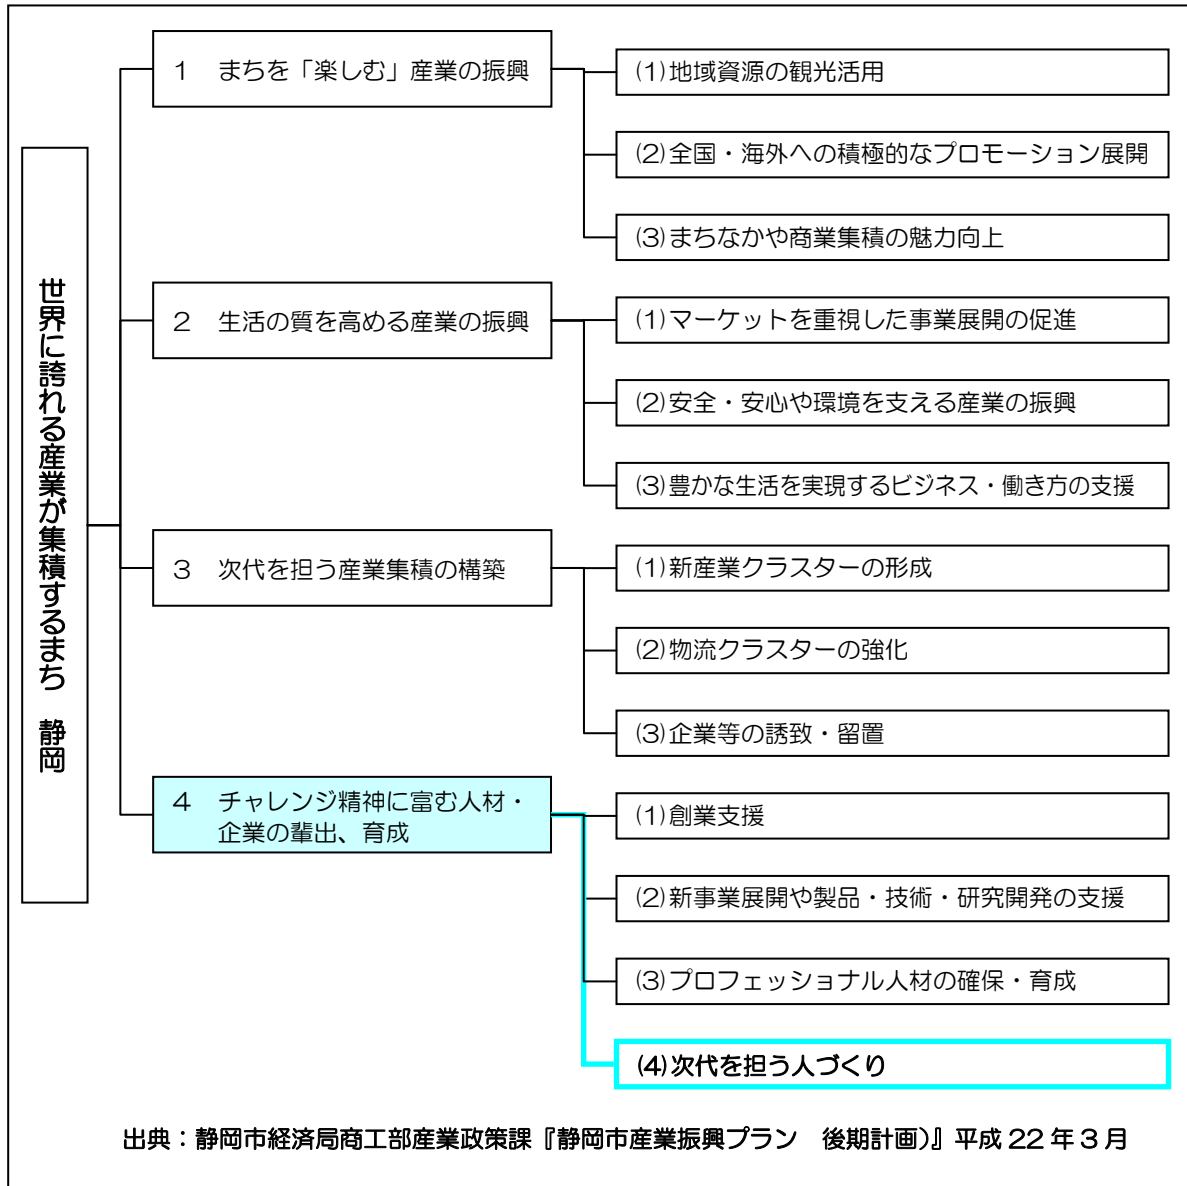 世界に誇れる産業が集積するまち　静岡
1　まちを「楽しむ」産業の振興
(1)地域資源の観光活用
(2)全国・海外への積極的なプロモーション展開
(3)まちなかや商業集積の魅力向上
2　生活の質を高める産業の振興
(1)マーケットを重視した事業展開の促進
(2)安全・安心や環境を支える産業の振興
(3)豊かな生活を実現するビジネス・働き方の支援
3　次代を担う産業集積の構築
(1)新産業クラスターの形成
(2)物流クラスターの強化
(3)企業等の誘致・留置
4　チャレンジ精神に富む人材・
企業の輩出、育成
(1)創業支援
(2)新事業展開や製品・技術・研究開発の支援
(3)プロフェッショナル人材の確保・育成
(4)次代を担う人づくり
出典：静岡市経済局商工部産業政策課『静岡市産業振興プラン　後期計画）』平成 22 年 3 月